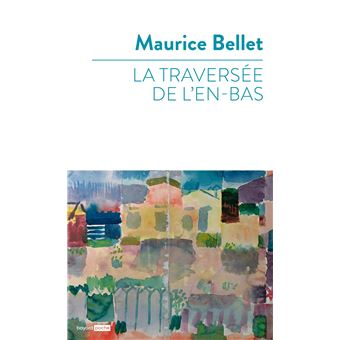 Maurice Bellet
LA TRAVERSÉE
DE L'EN-BAS
bayard poche